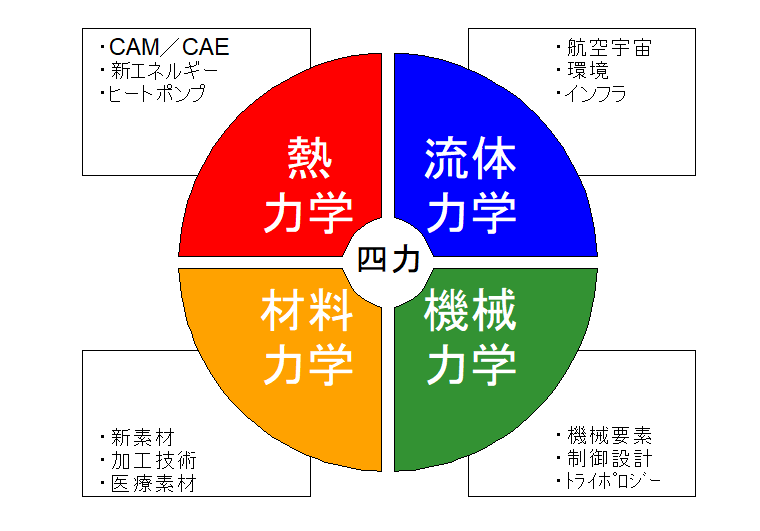 ・CAM／CAE
・新エネルギー
・ヒートポンプ
・航空宇宙
・環境
・インフラ
熱
力学
流体
力学
四力
材料
力学
機械
力学
・新素材
・加工技術
・医療素材
・機械要素
・制御設計
・ﾄライﾎﾟﾛｼﾞｰ